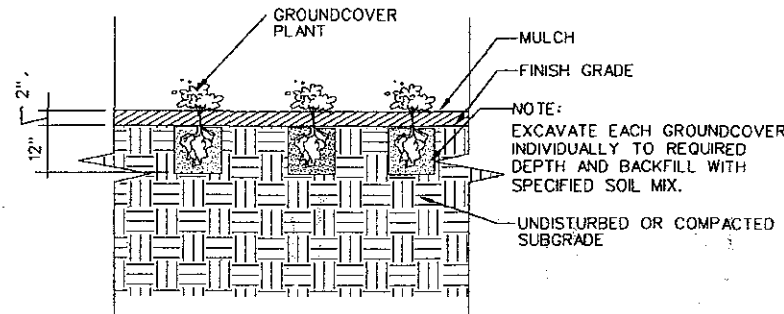 GROUNDCOVER
PLANT
MULCH
FINISH GRADE
NOTE:
EXCAVATE EACH GROUNDCOVER
INDIVIDUALLY TO REQUIRED
DEPTH AND BACKFILL WITH
SPECIFIED SOIL MIX.
UNDISTURBED OR COMPACTED
SUBGRADE
2"
12"